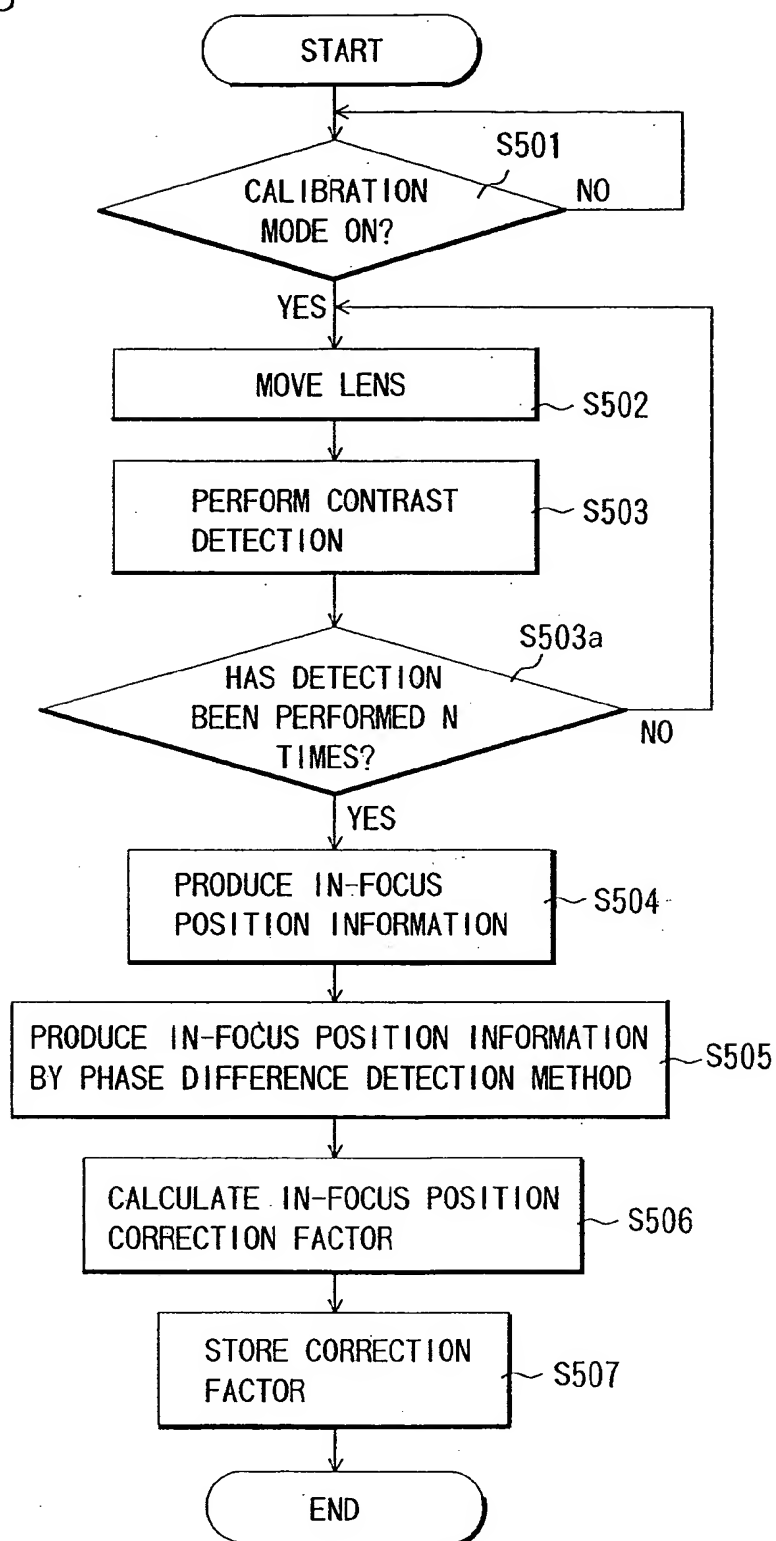 START
S501
CALIBRATION
MODE ON?
NO
YES
MOVE LENS
S502
PERFORM CONTRAST
DETECTION
S503
S503a
HAS DETECTION
BEEN PERFORMED N
TIMES?
NO
YES
PRODUCE IN-FOCUS
POSITION INFORMATION
S504
PRODUCE IN-FOCUS POSITION INFORMATION
BY PHASE DIFFERENCE DETECTION METHOD
S505
CALCULATE IN-FOCUS POSITION
CORRECTION FACTOR
S506
STORE CORRECTION
FACTOR
S507
END